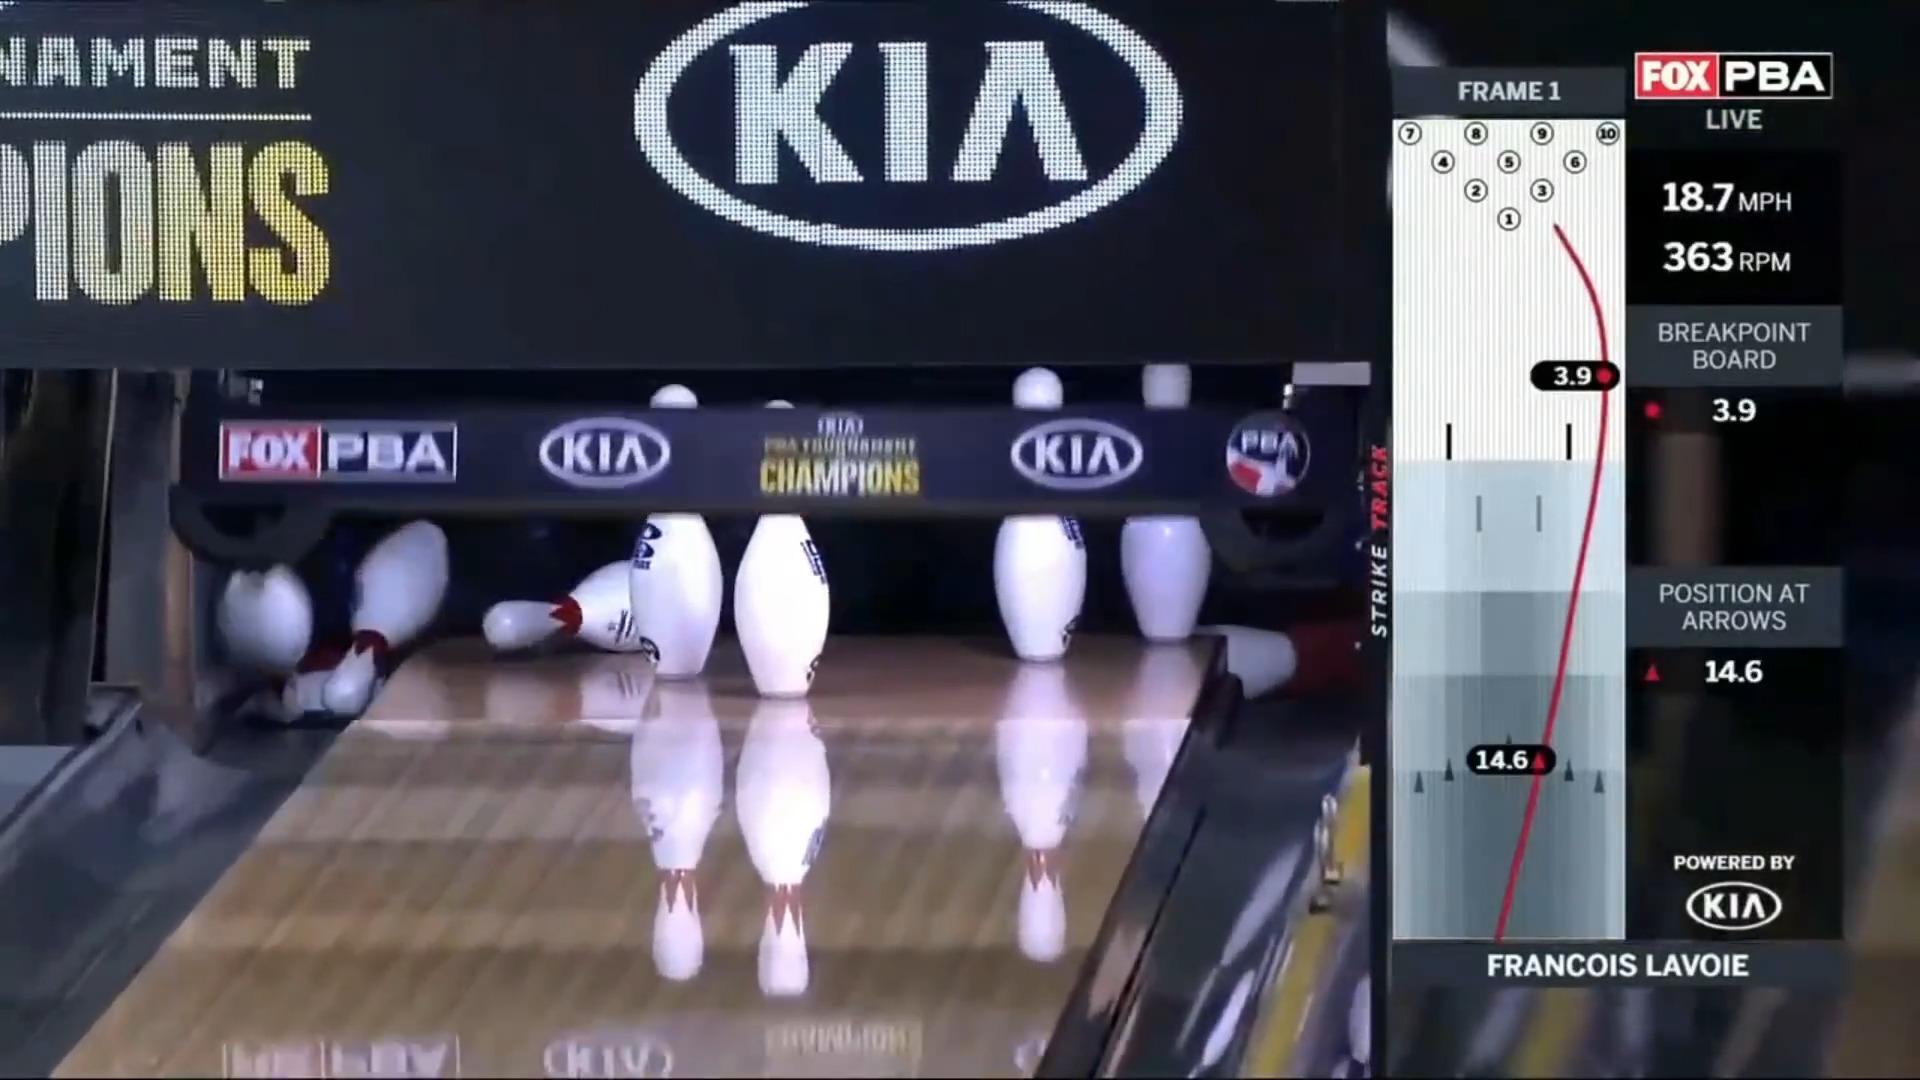 NAMENT
PIONS
KIA
FOX PBA
KIA
KIA
PBA TOURNAMENT
CHAMPIONS
KIA
PBA
STRIKE TRACK
FRAME 1
7 8 9 10
4 5 6
2 3
1
3.9
14.6
FRANCOIS LAVOIE
FOX PBA
LIVE
18.7 MPH
363 RPM
BREAKPOINT
BOARD
3.9
POSITION AT
ARROWS
14.6
POWERED BY
KIA